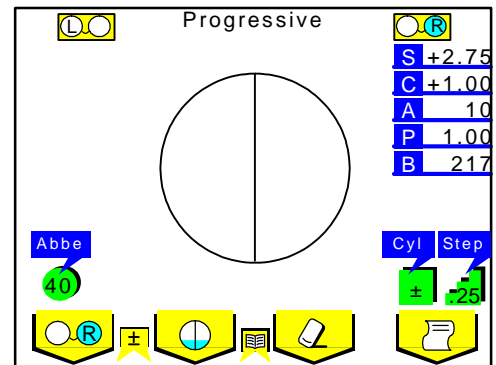 Progressive
L
R
S +2.75
C +1.00
A 10
P 1.00
B 217
Abbe
Cyl Step
40
± .25
R ±